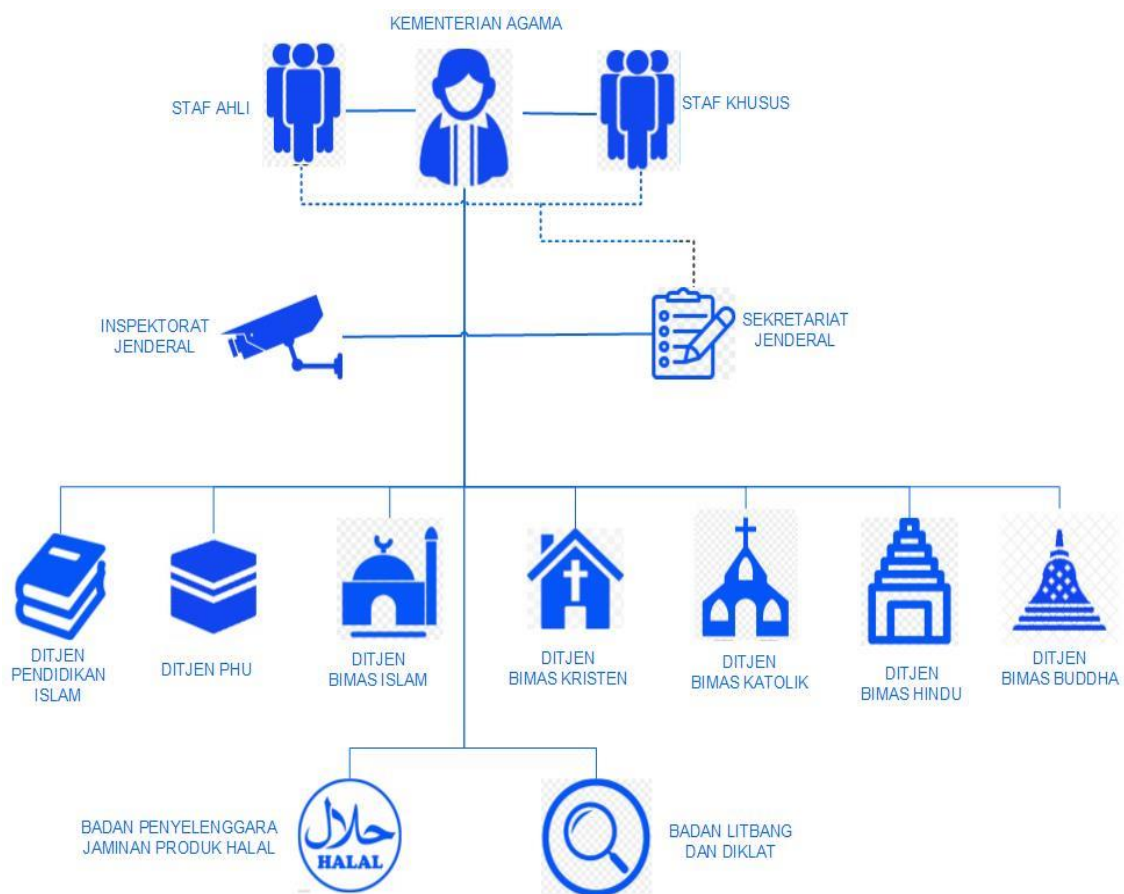 KEMENTERIAN AGAMA
STAF AHLI
STAF KHUSUS
INSPEKTORAT
JENDERAL
SEKRETARIAT
JENDERAL
DITJEN
PENDIDIKAN
ISLAM
DITJEN PHU
DITJEN
BIMAS ISLAM
DITJEN
BIMAS KRISTEN
DITJEN
BIMAS KATOLIK
DITJEN
BIMAS HINDU
DITJEN
BIMAS BUDDHA
BADAN PENYELENGGARA
JAMINAN PRODUK HALAL
حلال
HALAL
BADAN LITBANG
DAN DIKLAT